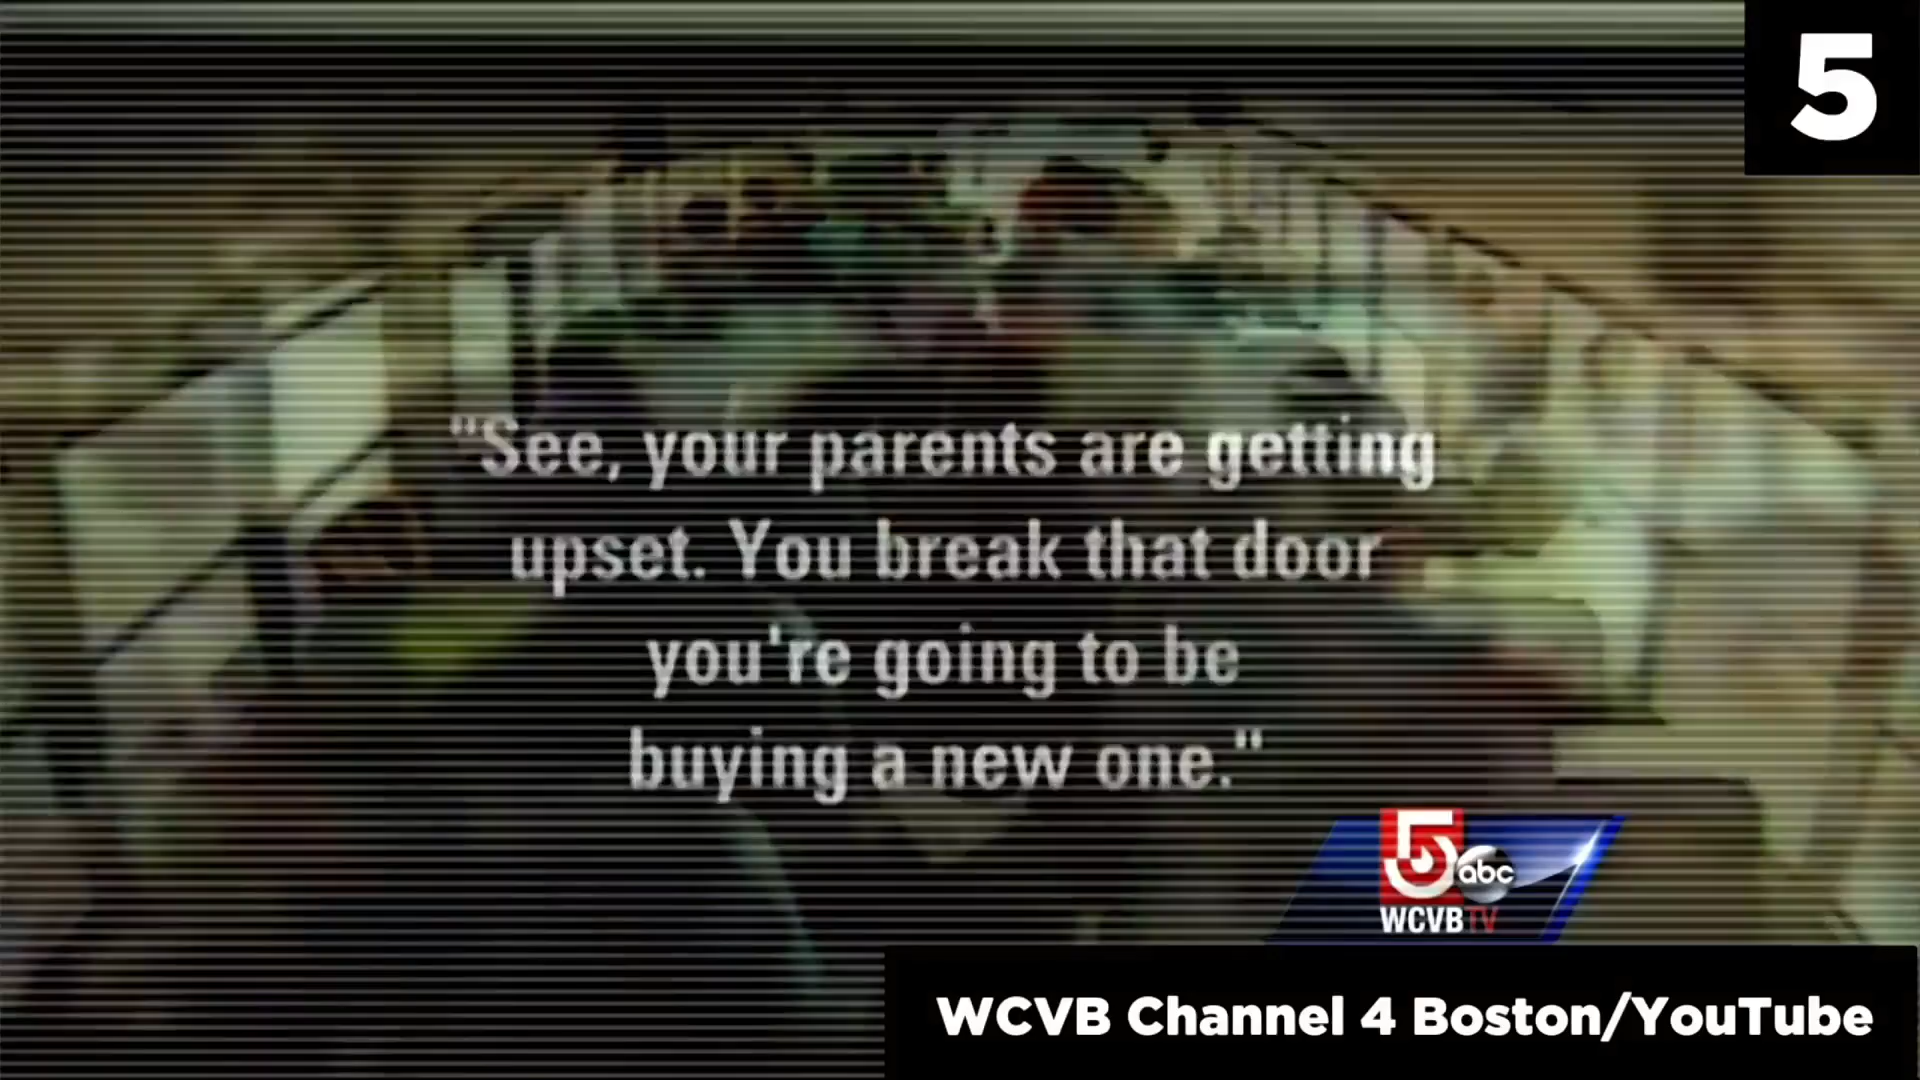 5
"See, your parents are getting
upset. You break that door
you're going to be
buying a new one."
5
abc
WCVB TV
WCVB Channel 4 Boston/YouTube